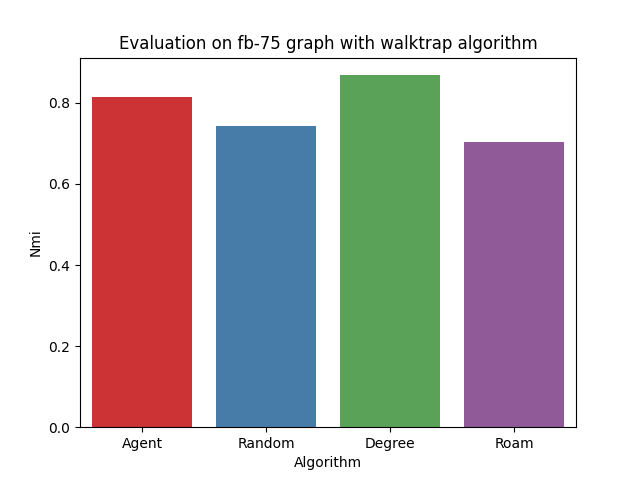 Evaluation on fb-75 graph with walktrap algorithm
Nmi
0.8
0.6
0.4
0.2
0.0
Agent Random Degree Roam
Algorithm